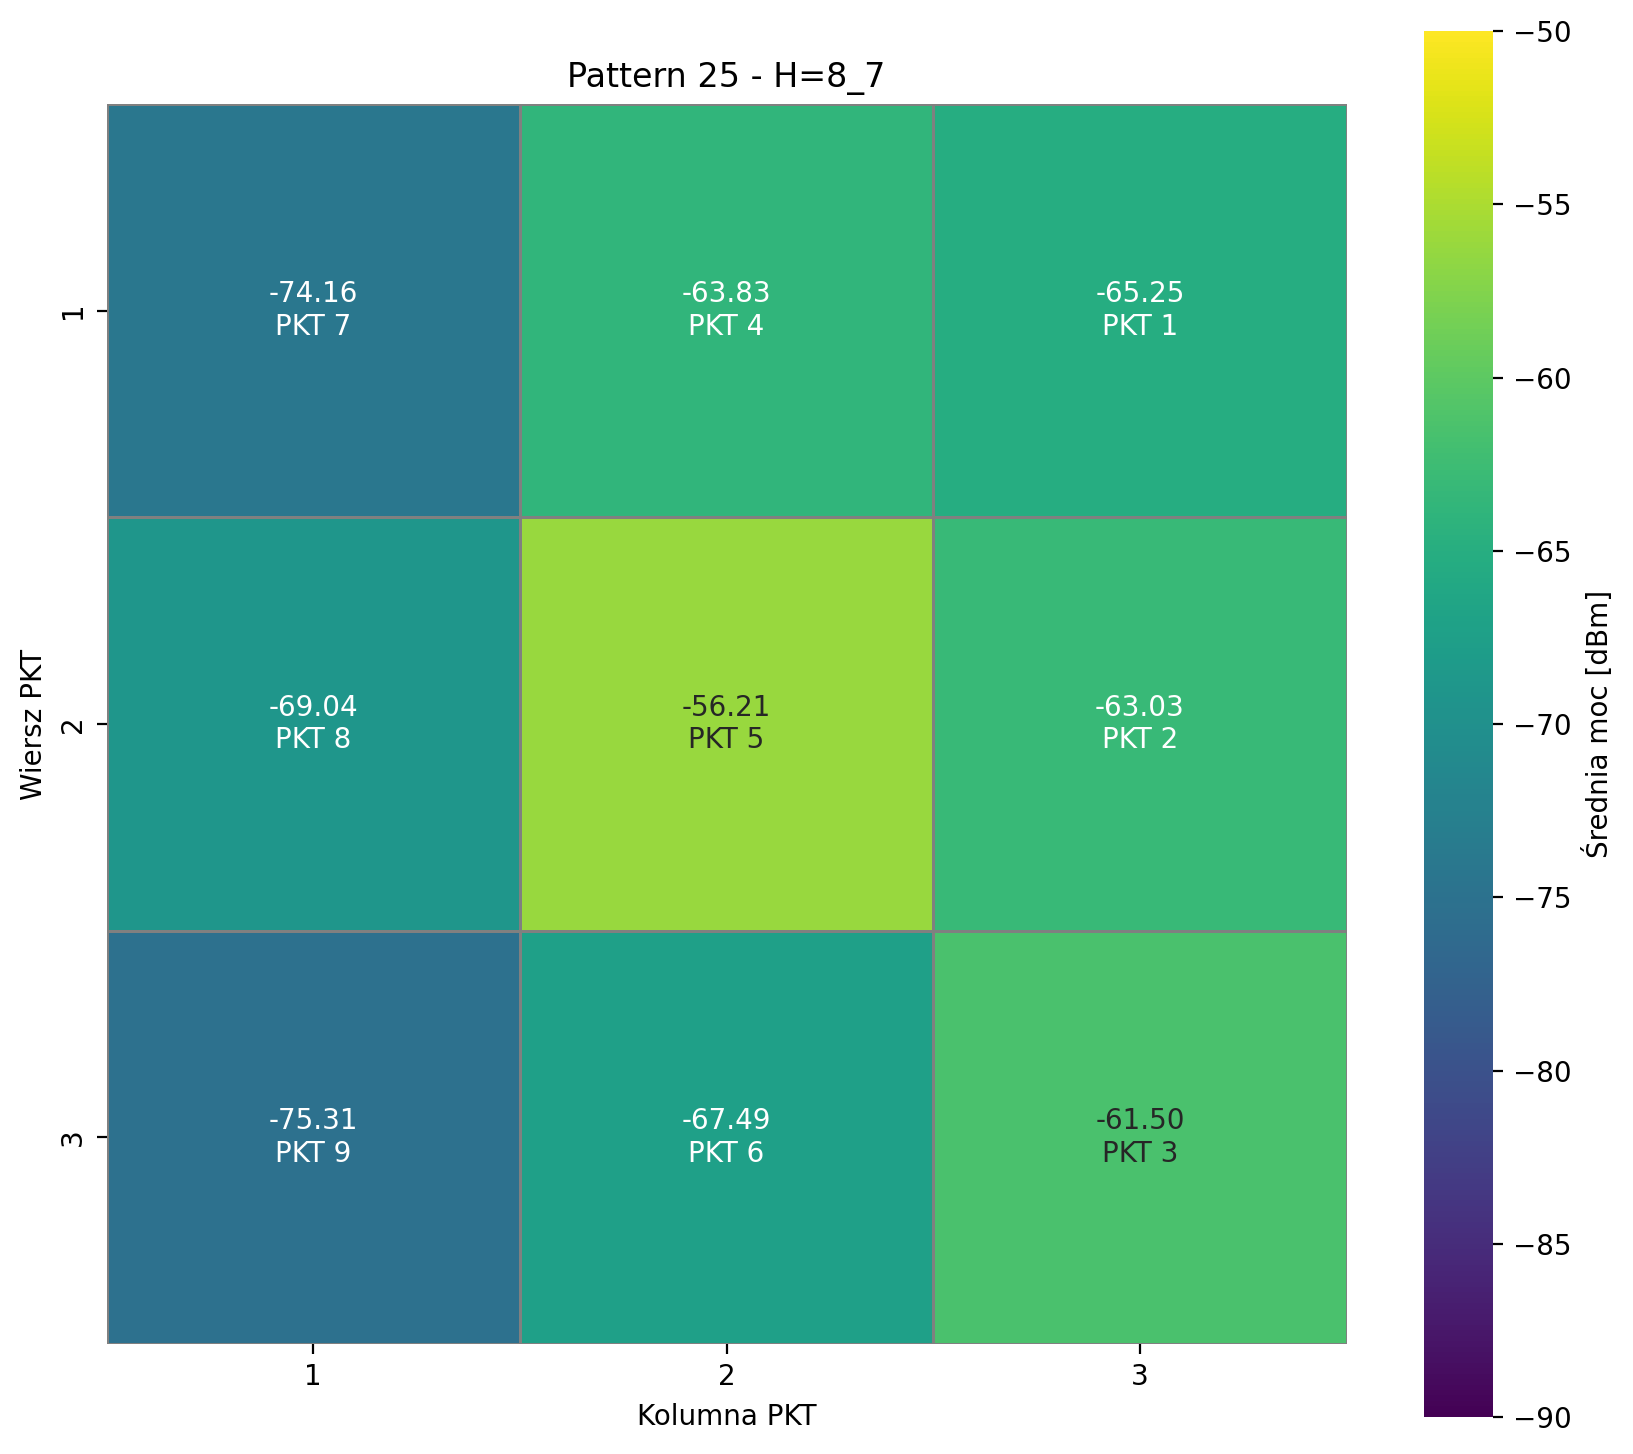 Pattern 25 - H=8_7
Wiersz PKT
1
2
3
-74.16
PKT 7
-63.83
PKT 4
-65.25
PKT 1
-69.04
PKT 8
-56.21
PKT 5
-63.03
PKT 2
-75.31
PKT 9
-67.49
PKT 6
-61.50
PKT 3
1
2
3
Kolumna PKT
−50
−55
−60
−65
−70
−75
−80
−85
−90
Średnia moc [dBm]